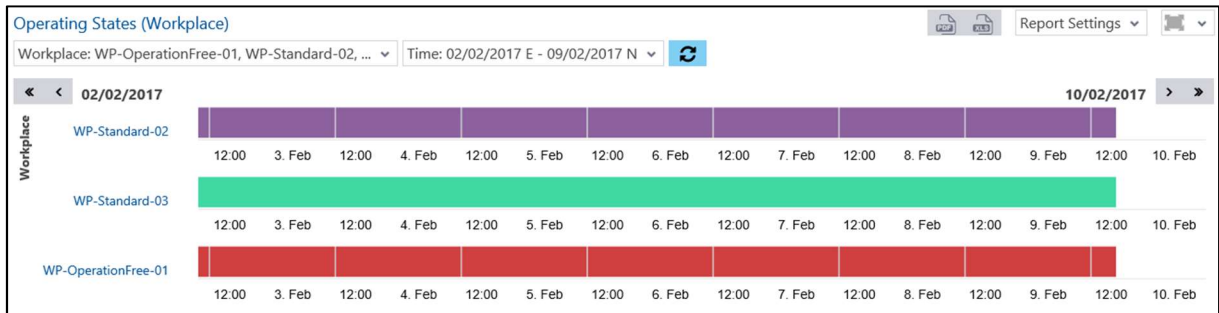 Operating States (Workplace)
PDF XLS Report Settings
Workplace: WP-OperationFree-01, WP-Standard-02, ... Time: 02/02/2017 E - 09/02/2017 N
02/02/2017 10/02/2017
Workplace
WP-Standard-02
12:00 3. Feb 12:00 4. Feb 12:00 5. Feb 12:00 6. Feb 12:00 7. Feb 12:00 8. Feb 12:00 9. Feb 12:00 10. Feb
WP-Standard-03
12:00 3. Feb 12:00 4. Feb 12:00 5. Feb 12:00 6. Feb 12:00 7. Feb 12:00 8. Feb 12:00 9. Feb 12:00 10. Feb
WP-OperationFree-01
12:00 3. Feb 12:00 4. Feb 12:00 5. Feb 12:00 6. Feb 12:00 7. Feb 12:00 8. Feb 12:00 9. Feb 12:00 10. Feb